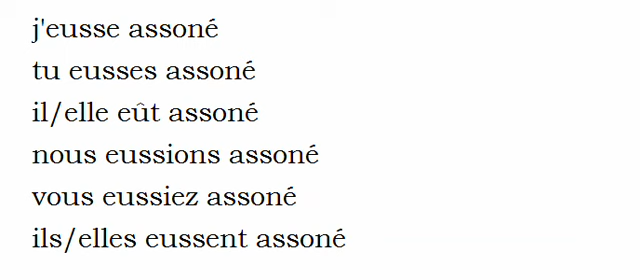 j'eusse assoné
tu eusses assoné
il/elle eût assoné
nous eussions assoné
vous eussiez assoné
ils/elles eussent assoné